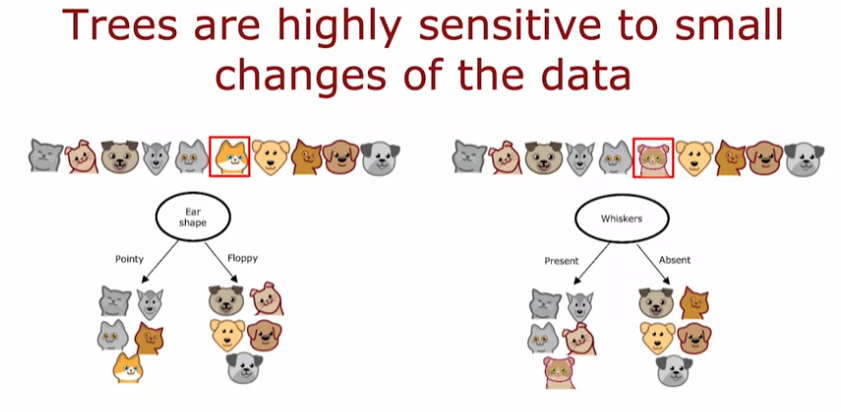 Trees are highly sensitive to small
changes of the data
Ear
shape
Pointy
Floppy
Whiskers
Present
Absent